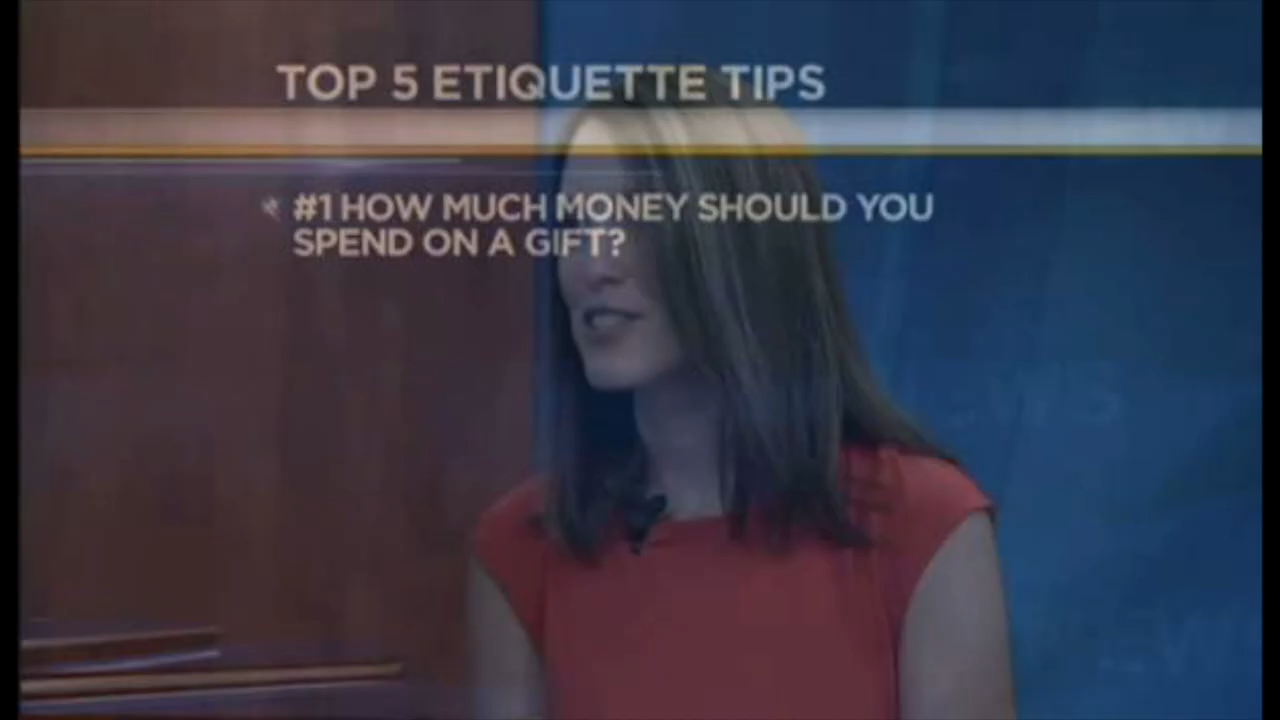 TOP 5 ETIQUETTE TIPS
#1 HOW MUCH MONEY SHOULD YOU
SPEND ON A GIFT?